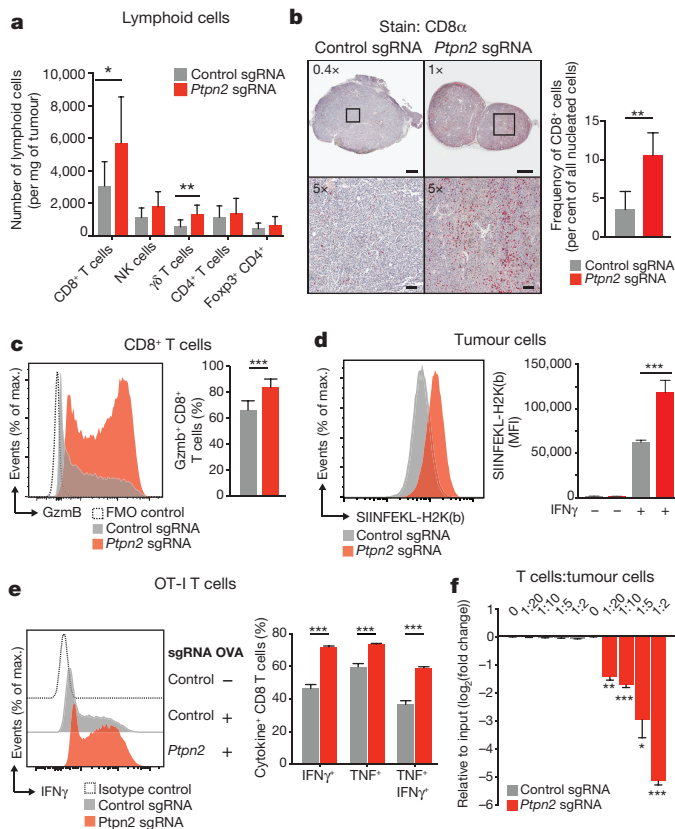 a
Lymphoid cells
Number of lymphoid cells
(per mg of tumour)
10,000
8,000
6,000
4,000
2,000
0
*
**
Control sgRNA
Ptpn2 sgRNA
CD8+ T cells
NK cells
γδ T cells
CD4+ T cells
Foxp3+ CD4+
b
Stain: CD8α
Control sgRNA
Ptpn2 sgRNA
0.4×
1×
5×
5×
Frequency of CD8+ cells
(per cent of all nucleated cells)
15
10
5
0
**
Control sgRNA
Ptpn2 sgRNA
c
CD8+ T cells
Events (% of max.)
GzmB
FMO control
Control sgRNA
Ptpn2 sgRNA
Gzmb+ CD8+
T cells (%)
100
80
60
40
20
0
***
d
Tumour cells
Events (% of max.)
SIINFEKL-H2K(b)
Control sgRNA
Ptpn2 sgRNA
SIINFEKL-H2K(b)
(MFI)
150,000
100,000
50,000
0
***
IFNγ – – + +
e
OT-I T cells
Events (% of max.)
IFNγ
sgRNA OVA
Control –
Control +
Ptpn2 +
Isotype control
Control sgRNA
Ptpn2 sgRNA
Cytokine+ CD8 T cells (%)
80
60
40
20
0
***
***
***
IFNγ+
TNF+
TNF+
IFNγ+
f
T cells:tumour cells
0 1:20 1:10 1:5 1:2 0 1:20 1:10 1:5 1:2
Relative to input (log2(fold change))
0
−1
−2
−3
−4
−5
−6
**
***
*
***
Control sgRNA
Ptpn2 sgRNA